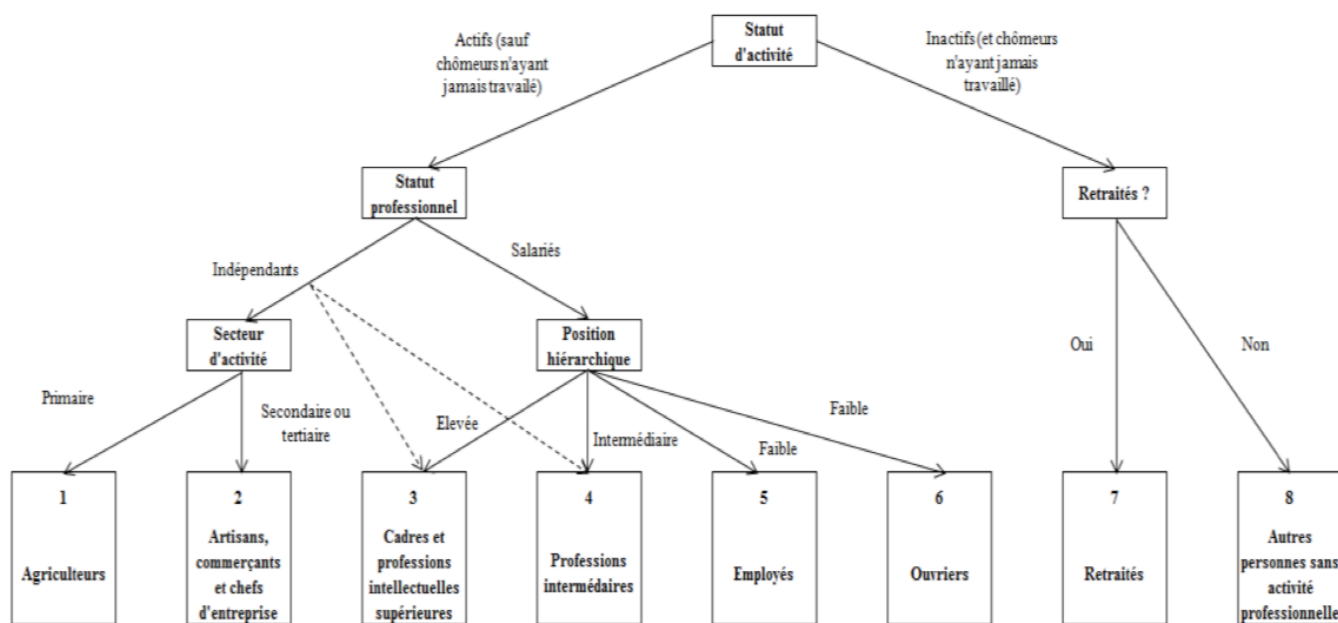 Statut
d'activité
Actifs (sauf
chômeurs n'ayant
jamais travailé)
Inactifs (et chômeurs
n'ayant jamais
travaillé)
Statut
professionnel
Retraités ?
Indépendants
Salariés
Secteur
d'activité
Position
hiérarchique
Oui
Non
Primaire
Secondaire ou
tertiaire
Elevée
Intermédiaire
Faible
Faible
1
Agriculteurs
2
Artisans,
commerçants
et chefs
d'entreprise
3
Cadres et
professions
intellectuelles
supérieures
4
Professions
intermédaires
5
Employés
6
Ouvriers
7
Retraités
8
Autres
personnes sans
activité
professionnelle